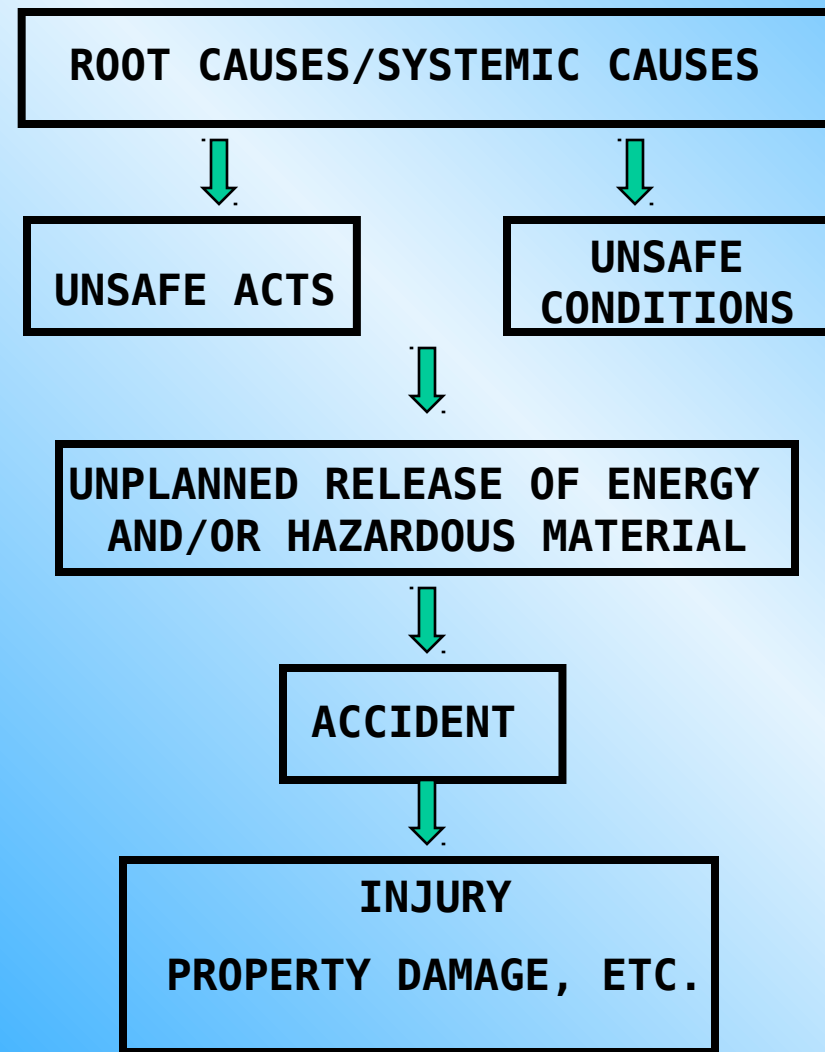 ROOT CAUSES/SYSTEMIC CAUSES
UNSAFE ACTS
UNSAFE
CONDITIONS
UNPLANNED RELEASE OF ENERGY
AND/OR HAZARDOUS MATERIAL
ACCIDENT
INJURY
PROPERTY DAMAGE, ETC.